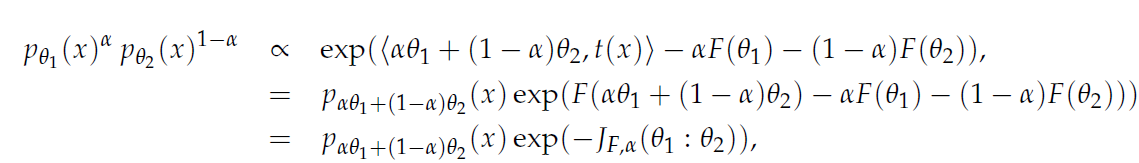 p_{θ_1}(x)^α p_{θ_2}(x)^{1−α} ∝ exp(⟨αθ_1 + (1 − α)θ_2, t(x)⟩ − αF(θ_1) − (1 − α)F(θ_2)),
= p_{αθ_1+(1−α)θ_2}(x) exp(F(αθ_1 + (1 − α)θ_2) − αF(θ_1) − (1 − α)F(θ_2)))
= p_{αθ_1+(1−α)θ_2}(x) exp(−J_{F,α}(θ_1 : θ_2)),